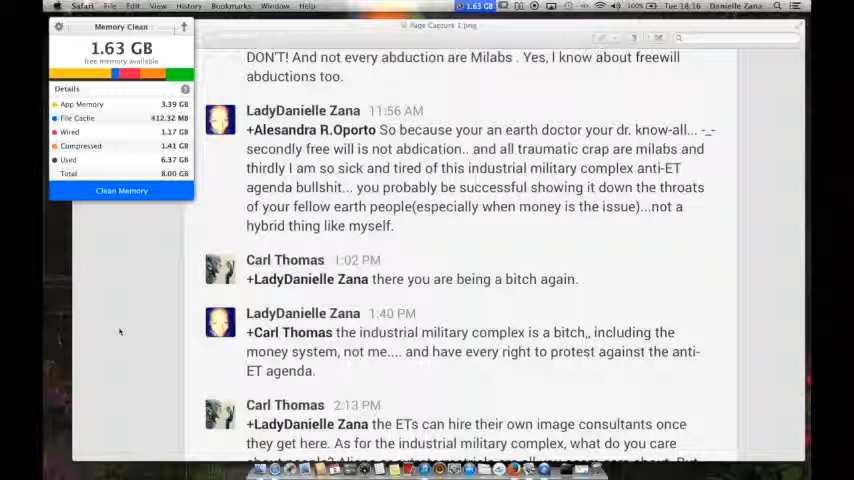 Safari File Edit View History Bookmarks Window Help 1.63 GB 100% Tue 18:16 Danielle Zana
Page Capture 1.png
Memory Clean
1.63 GB
free memory available
Details
App Memory 3.39 GB
File Cache 412.32 MB
Wired 1.17 GB
Compressed 1.41 GB
Used 6.37 GB
Total 8.00 GB
Clean Memory
DON'T! And not every abduction are Milabs . Yes, I know about freewill
abductions too.
LadyDanielle Zana 11:56 AM
+Alesandra R.Oporto So because your an earth doctor your dr. know-all... -_-
secondly free will is not abdication.. and all traumatic crap are milabs and
thirdly I am so sick and tired of this industrial military complex anti-ET
agenda bullshit... you probably be successful showing it down the throats
of your fellow earth people(especially when money is the issue)...not a
hybrid thing like myself.
Carl Thomas 1:02 PM
+LadyDanielle Zana there you are being a bitch again.
LadyDanielle Zana 1:40 PM
+Carl Thomas the industrial military complex is a bitch,, including the
money system, not me.... and have every right to protest against the anti-
ET agenda.
Carl Thomas 2:13 PM
+LadyDanielle Zana the ETs can hire their own image consultants once
they get here. As for the industrial military complex, what do you care